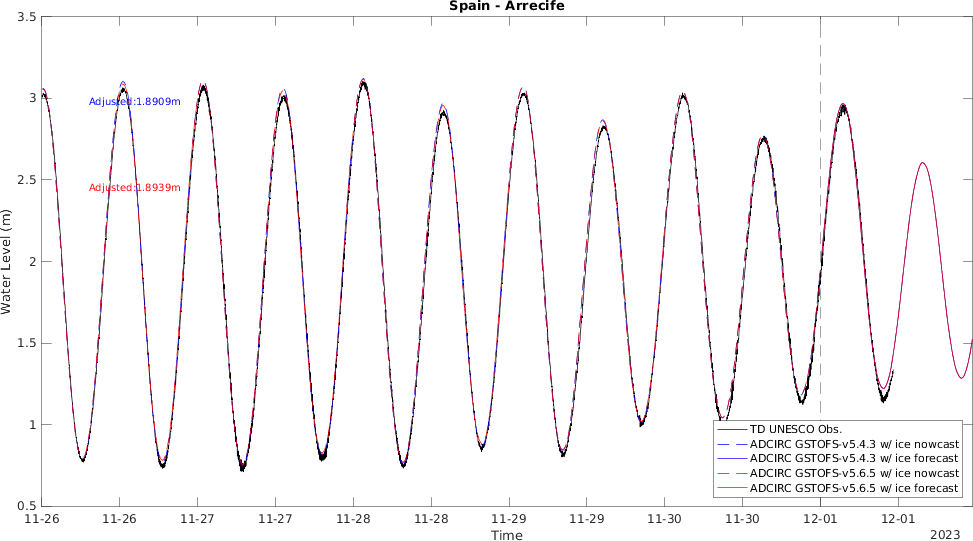 Spain - Arrecife
3.5
3
2.5
2
1.5
1
0.5
Water Level (m)
Adjusted:1.8909m
Adjusted:1.8939m
TD UNESCO Obs.
ADCIRC GSTOFS-v5.4.3 w/ ice nowcast
ADCIRC GSTOFS-v5.4.3 w/ ice forecast
ADCIRC GSTOFS-v5.6.5 w/ ice nowcast
ADCIRC GSTOFS-v5.6.5 w/ ice forecast
11-26 11-26 11-27 11-27 11-28 11-28 11-29 11-29 11-30 11-30 12-01 12-01
Time
2023